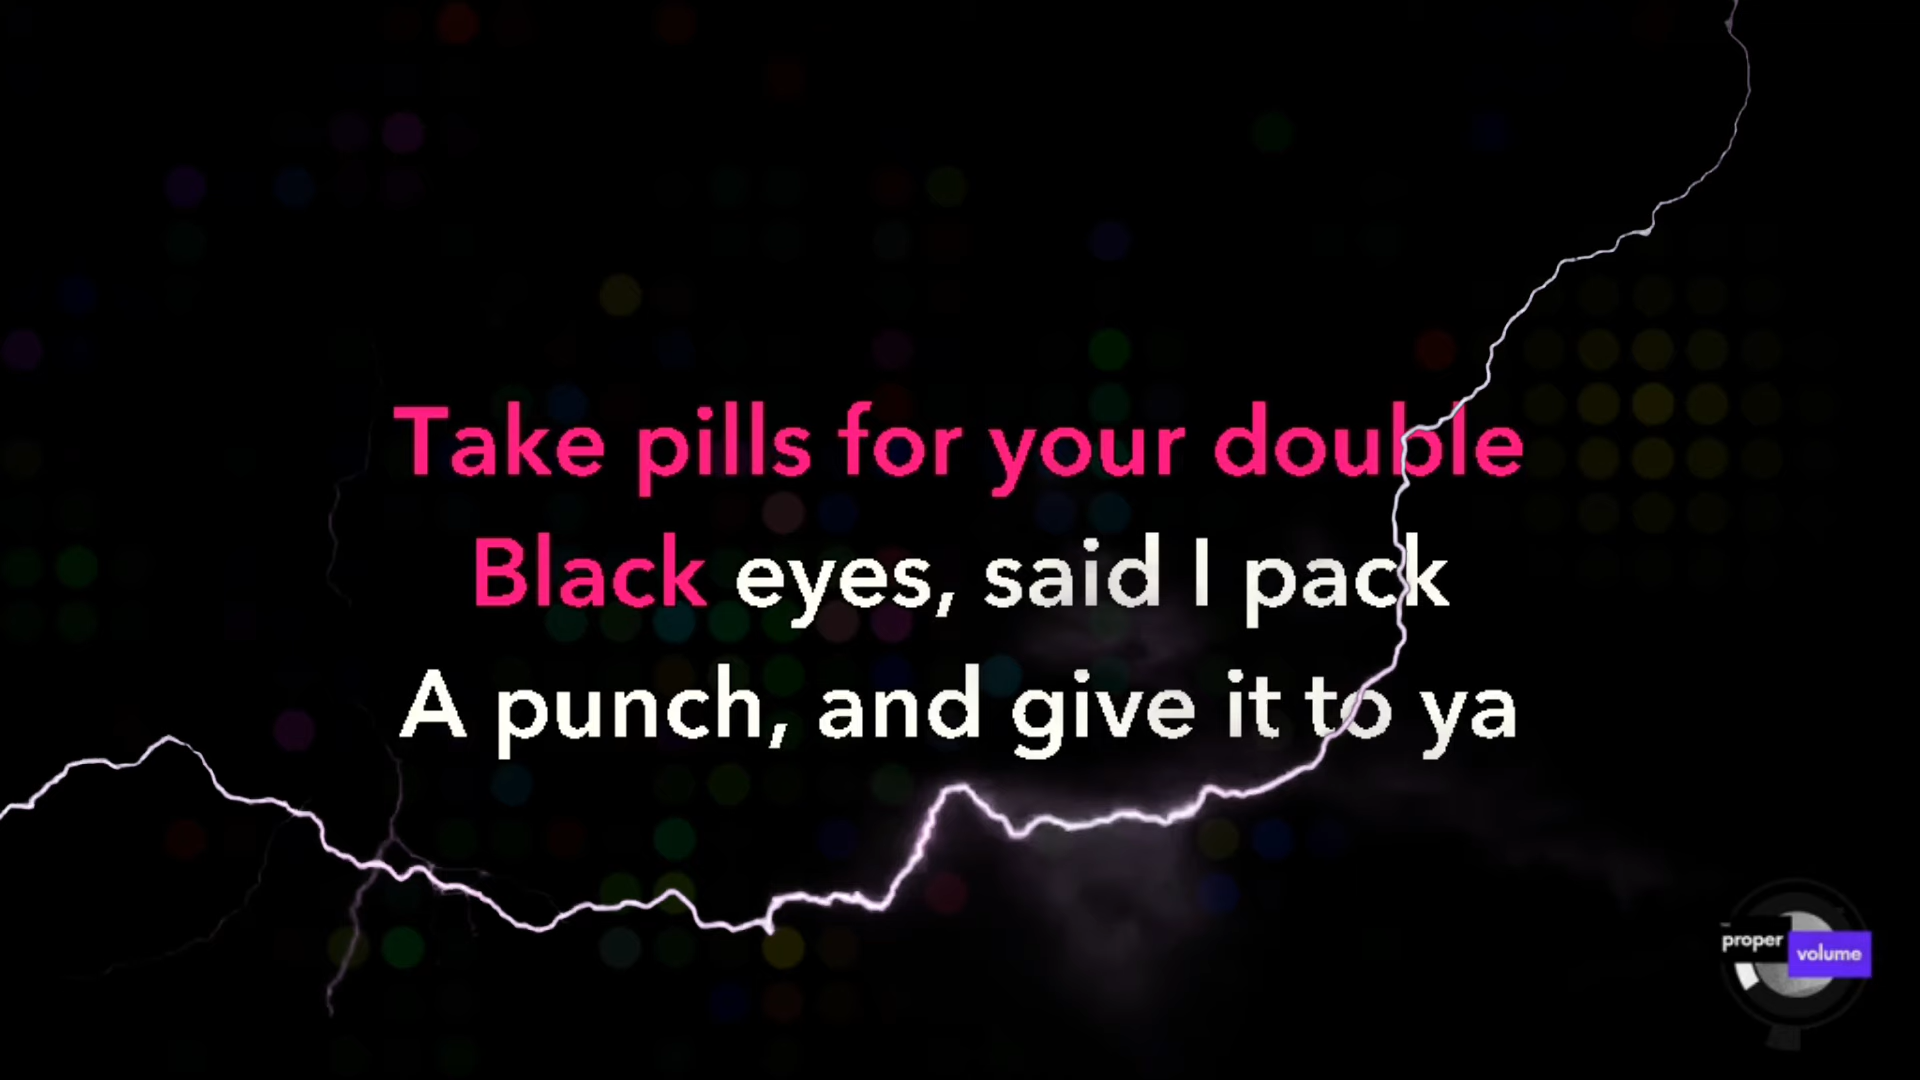 Take pills for your double
Black eyes, said I pack
A punch, and give it to ya
proper
volume